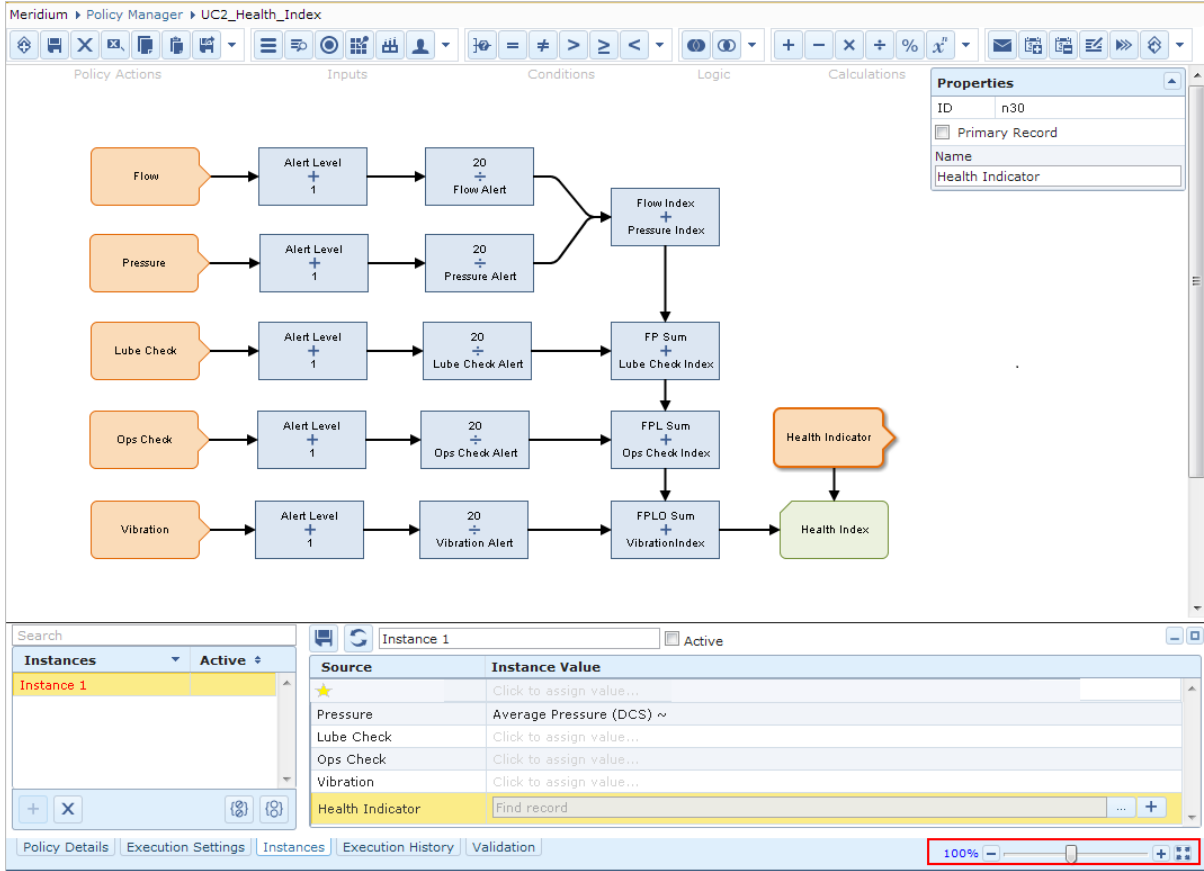 Meridium ▸ Policy Manager ▸ UC2_Health_Index
Policy Actions
Inputs
Conditions
Logic
Calculations
= ≠ > ≥ <
+ − × ÷ % xⁿ
Properties
ID n30
Primary Record
Name
Health Indicator
Flow
Alert Level
+
1
20
÷
Flow Alert
Flow Index
+
Pressure Index
Pressure
Alert Level
+
1
20
÷
Pressure Alert
Lube Check
Alert Level
+
1
20
÷
Lube Check Alert
FP Sum
+
Lube Check Index
Ops Check
Alert Level
+
1
20
÷
Ops Check Alert
FPL Sum
+
Ops Check Index
Health Indicator
Vibration
Alert Level
+
1
20
÷
Vibration Alert
FPLO Sum
+
VibrationIndex
Health Index
Search
Instances Active
Instance 1
Instance 1 Active
Source Instance Value
Click to assign value...
Pressure Average Pressure (DCS) ~
Lube Check Click to assign value...
Ops Check Click to assign value...
Vibration Click to assign value...
Health Indicator Find record ... +
Policy Details Execution Settings Instances Execution History Validation
100%